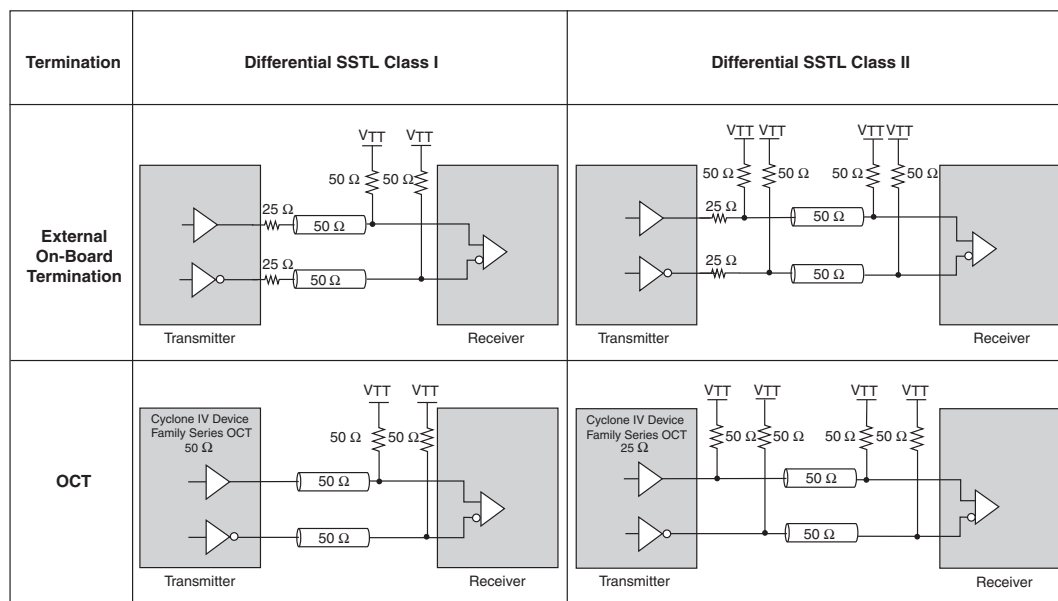 Termination
Differential SSTL Class I
Differential SSTL Class II
External
On-Board
Termination
VTT VTT
50 Ω 50 Ω
25 Ω
50 Ω
25 Ω
50 Ω
Transmitter
Receiver
VTT VTT VTT VTT
50 Ω 50 Ω 50 Ω 50 Ω
25 Ω
50 Ω
25 Ω
50 Ω
Transmitter
Receiver
OCT
Cyclone IV Device
Family Series OCT
50 Ω
VTT VTT
50 Ω 50 Ω
50 Ω
50 Ω
Transmitter
Receiver
Cyclone IV Device
Family Series OCT
25 Ω
VTT VTT VTT VTT
50 Ω 50 Ω 50 Ω 50 Ω
50 Ω
50 Ω
Transmitter
Receiver